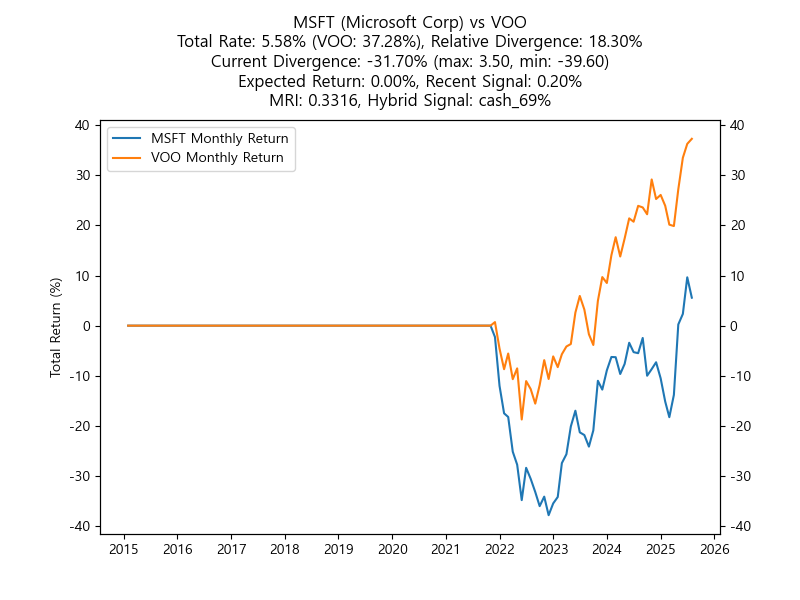 MSFT (Microsoft Corp) vs VOO
Total Rate: 5.58% (VOO: 37.28%), Relative Divergence: 18.30%
Current Divergence: -31.70% (max: 3.50, min: -39.60)
Expected Return: 0.00%, Recent Signal: 0.20%
MRI: 0.3316, Hybrid Signal: cash_69%
MSFT Monthly Return
VOO Monthly Return
Total Return (%)
40
30
20
10
0
-10
-20
-30
-40
40
30
20
10
0
-10
-20
-30
-40
2015 2016 2017 2018 2019 2020 2021 2022 2023 2024 2025 2026